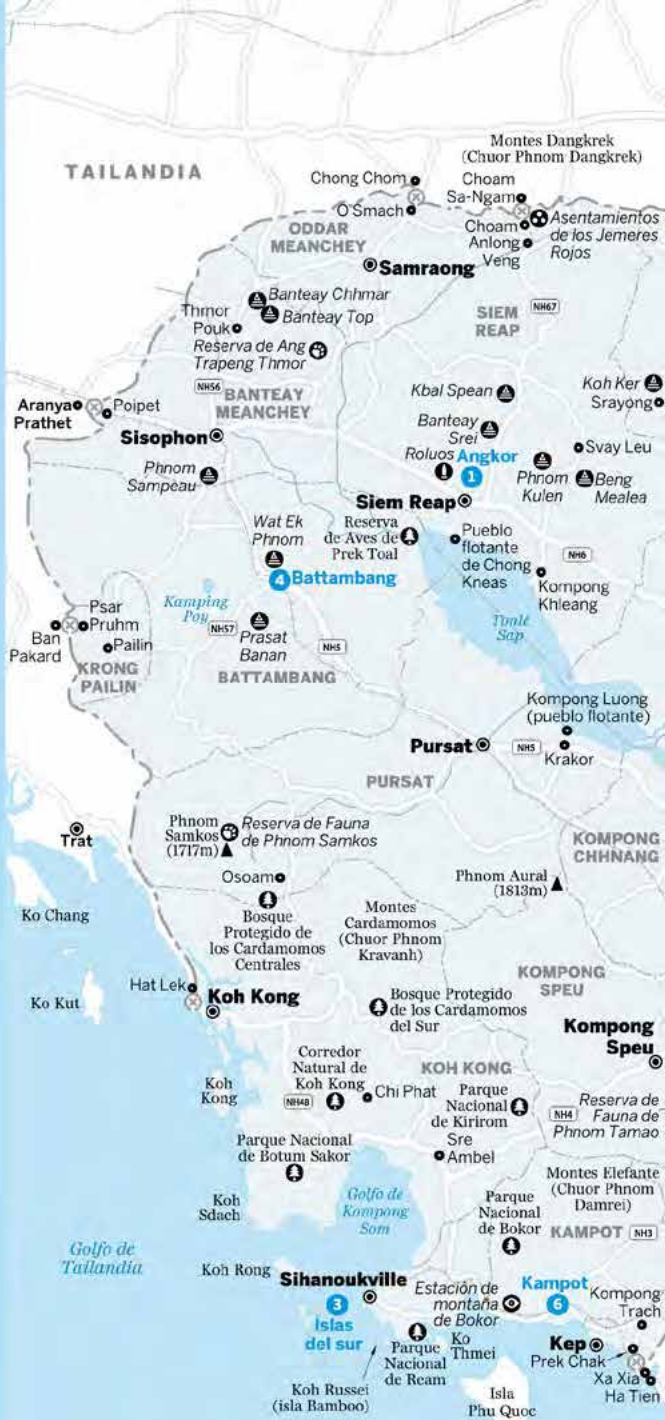 Montes Dangkrek
(Chuor Phnom Dangkrek)
TAILANDIA
Chong Chom
Choam
Sa-Ngam
O Smach
ODDAR
MEANCHEY
Choam
Anlong
Veng
Asentamientos
de los Jemeres
Rojos
Samraong
Banteay Chhmar
Banteay Top
Thmor
Pouk
Reserva de Ang
Trapeng Thmor
SIEM
REAP
NH67
NH56
BANTEAY
MEANCHEY
Kbal Spean
Koh Ker
Srayong
Aranya
Prathet
Poipet
Sisophon
Banteay
Srei
Roluos
Angkor
1
Svay Leu
Phnom
Sampeau
Phnom
Kulen
Beng
Mealea
Siem Reap
Wat Ek
Phnom
Reserva
de Aves de
Prek Toal
Pueblo
flotante
de Chong
Kneas
NH6
4
Battambang
Kompong
Khleang
Kamping
Poy
Tonlé
Sap
Psar
Pruhm
Ban
Pakard
Pailin
NH57
Prasat
Banan
NH5
KRONG
PAILIN
BATTAMBANG
Kompong Luong
(pueblo flotante)
Pursat
NH5
Krakor
PURSAT
Trat
Phnom
Samkos
(1717m)
Reserva de Fauna
de Phnom Samkos
KOMPONG
CHHNANG
Osoam
Phnom Aural
(1813m)
Ko Chang
Bosque
Protegido de
los Cardamomos
Centrales
Montes
Cardamomos
(Chuor Phnom
Kravanh)
KOMPONG
SPEU
Hat Lek
Ko Kut
Koh Kong
Bosque Protegido
de los Cardamomos
del Sur
Kompong
Speu
Corredor
Natural de
Koh Kong
KOH KONG
Koh
Kong
NH48
Chi Phat
Parque
Nacional
de Kirirom
NH4
Reserva de
Fauna de
Phnom Tamao
Parque Nacional
de Botum Sakor
Sre
Ambel
Montes Elefante
(Chuor Phnom
Damrei)
Koh
Sdach
Golfo de
Kompong
Som
Parque
Nacional
de Bokor
KAMPOT
NH3
Golfo de
Tailandia
Koh Rong
Sihanoukville
3
Islas
del sur
Estación de
montaña
de Bokor
Kampot
6
Kompong
Trach
Ko
Thmei
Parque
Nacional
de Ream
Kep
Prek Chak
Xa Xia
Ha Tien
Koh Russei
(isla Bamboo)
Isla
Phu Quoc